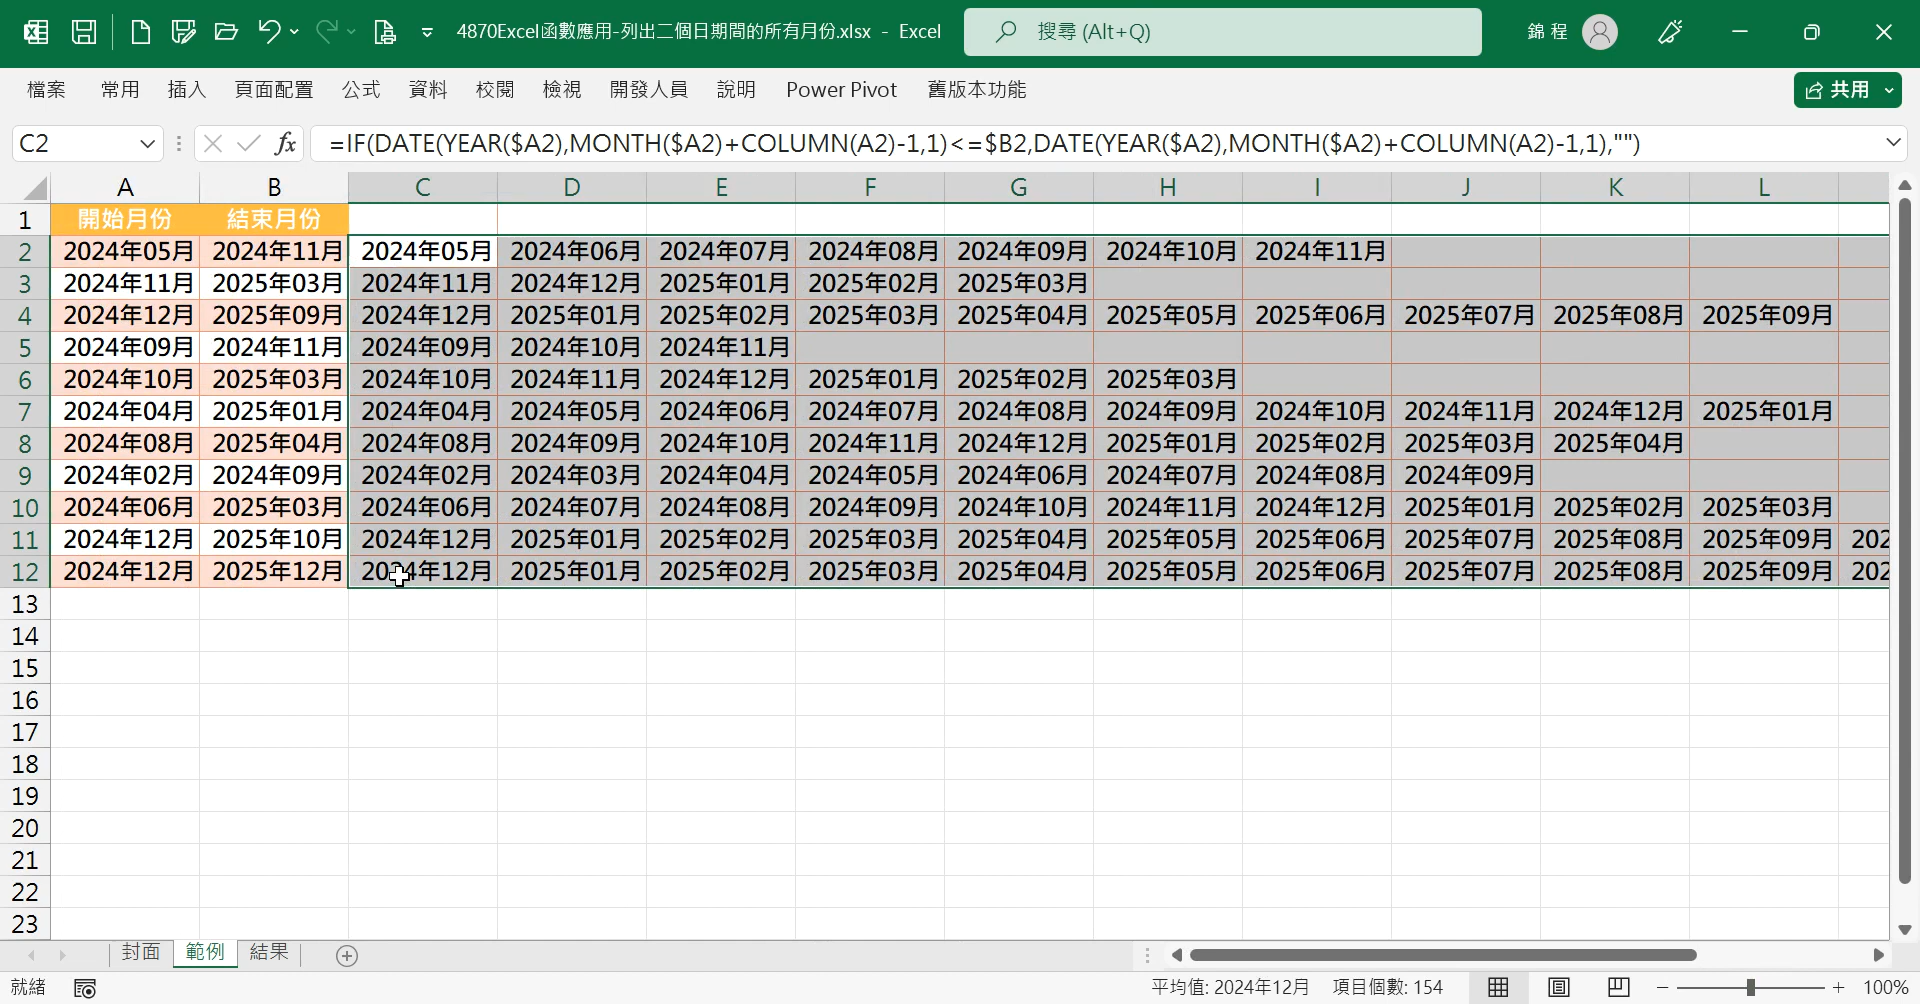 4870Excel函數應用-列出二個日期間的所有月份.xlsx - Excel
搜尋 (Alt+Q)
錦 程
檔案 常用 插入 頁面配置 公式 資料 校閱 檢視 開發人員 說明 Power Pivot 舊版本功能
共用
C2
fx
=IF(DATE(YEAR($A2),MONTH($A2)+COLUMN(A2)-1,1)<=$B2,DATE(YEAR($A2),MONTH($A2)+COLUMN(A2)-1,1),"")
A B C D E F G H I J K L
1 開始月份 結束月份
2 2024年05月 2024年11月 2024年05月 2024年06月 2024年07月 2024年08月 2024年09月 2024年10月 2024年11月
3 2024年11月 2025年03月 2024年11月 2024年12月 2025年01月 2025年02月 2025年03月
4 2024年12月 2025年09月 2024年12月 2025年01月 2025年02月 2025年03月 2025年04月 2025年05月 2025年06月 2025年07月 2025年08月 2025年09月
5 2024年09月 2024年11月 2024年09月 2024年10月 2024年11月
6 2024年10月 2025年03月 2024年10月 2024年11月 2024年12月 2025年01月 2025年02月 2025年03月
7 2024年04月 2025年01月 2024年04月 2024年05月 2024年06月 2024年07月 2024年08月 2024年09月 2024年10月 2024年11月 2024年12月 2025年01月
8 2024年08月 2025年04月 2024年08月 2024年09月 2024年10月 2024年11月 2024年12月 2025年01月 2025年02月 2025年03月 2025年04月
9 2024年02月 2024年09月 2024年02月 2024年03月 2024年04月 2024年05月 2024年06月 2024年07月 2024年08月 2024年09月
10 2024年06月 2025年03月 2024年06月 2024年07月 2024年08月 2024年09月 2024年10月 2024年11月 2024年12月 2025年01月 2025年02月 2025年03月
11 2024年12月 2025年10月 2024年12月 2025年01月 2025年02月 2025年03月 2025年04月 2025年05月 2025年06月 2025年07月 2025年08月 2025年09月 202
12 2024年12月 2025年12月 2024年12月 2025年01月 2025年02月 2025年03月 2025年04月 2025年05月 2025年06月 2025年07月 2025年08月 2025年09月 202
13
14
15
16
17
18
19
20
21
22
23
封面 範例 結果
就緒 平均值: 2024年12月 項目個數: 154 100%